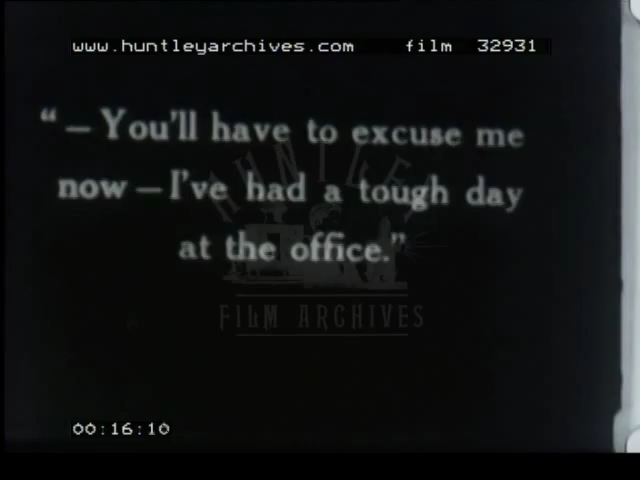 www.huntleyarchives.com film 32931
“—You'll have to excuse me
now—I've had a tough day
at the office.”
HUNTLEY
FILM ARCHIVES
00:16:10